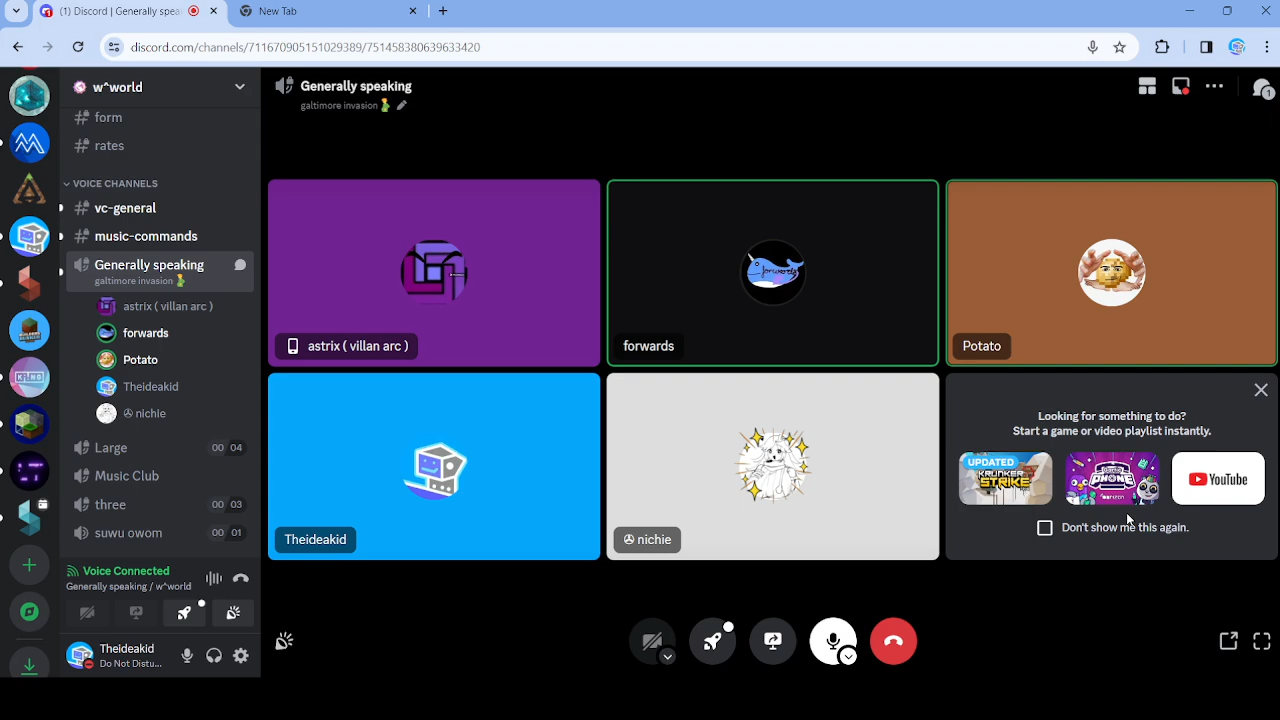 (1) Discord | Generally spea
New Tab
discord.com/channels/711670905151029389/751458380639633420
w^world
form
rates
VOICE CHANNELS
vc-general
music-commands
Generally speaking
galtimore invasion
astrix ( villan arc )
forwards
Potato
Theideakid
nichie
Large
00 04
Music Club
three
00 03
suwu owom
00 01
Voice Connected
Generally speaking / w^world
Theideakid
Do Not Distu...
Generally speaking
galtimore invasion
1
astrix ( villan arc )
forwards
Potato
Theideakid
nichie
Looking for something to do?
Start a game or video playlist instantly.
UPDATED
KRUNKER
STRIKE
PHONE
YouTube
Don't show me this again.